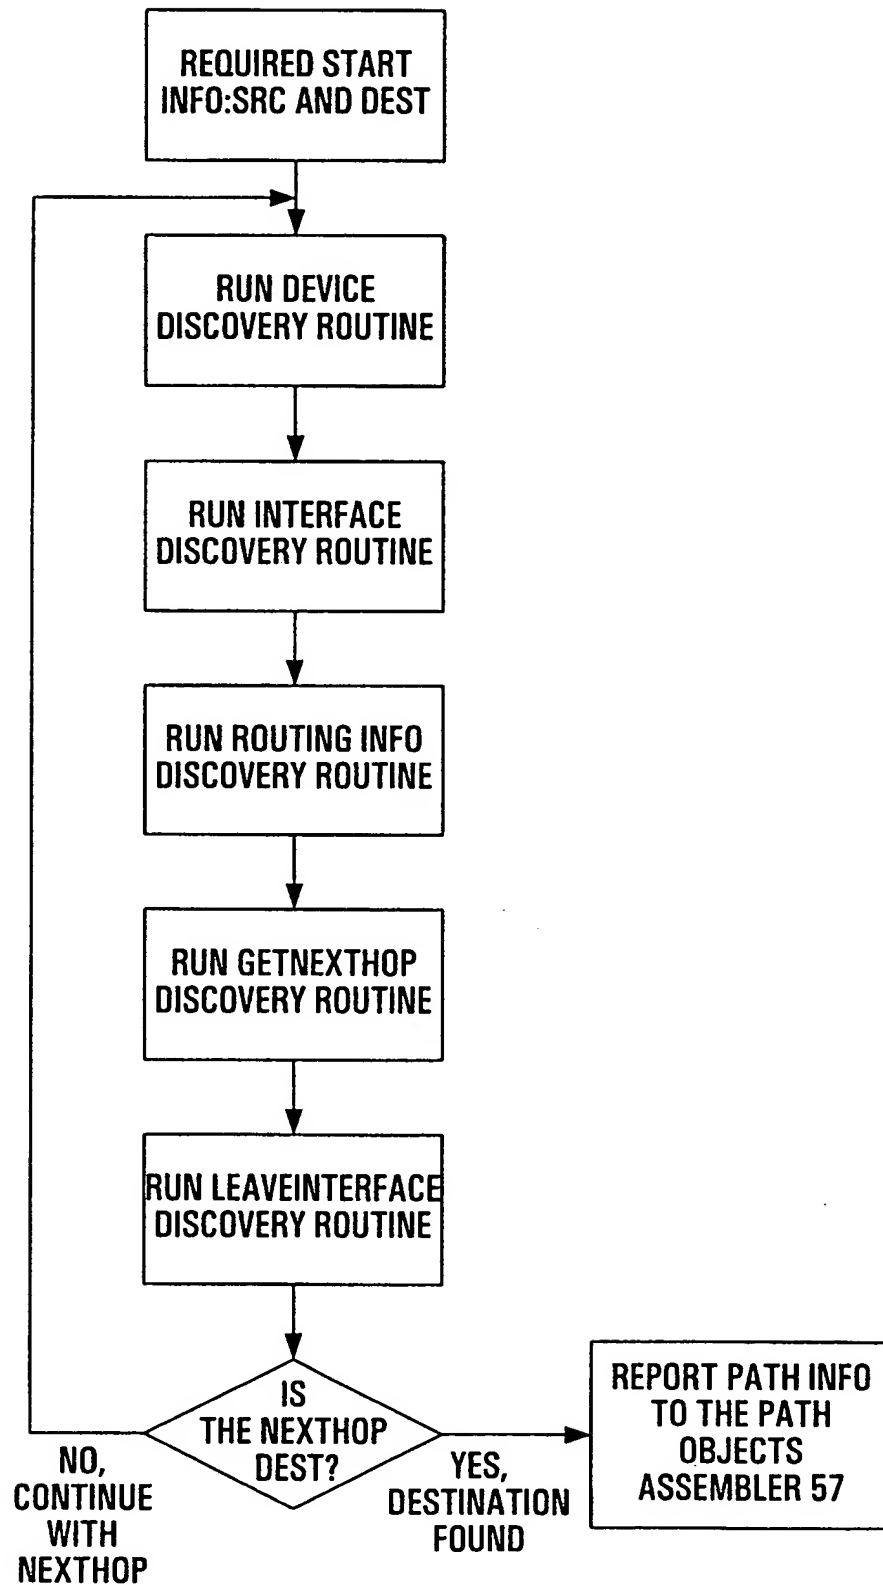 REQUIRED START
INFO:SRC AND DEST
RUN DEVICE
DISCOVERY ROUTINE
RUN INTERFACE
DISCOVERY ROUTINE
RUN ROUTING INFO
DISCOVERY ROUTINE
RUN GETNEXTHOP
DISCOVERY ROUTINE
RUN LEAVEINTERFACE
DISCOVERY ROUTINE
IS
THE NEXTHOP
DEST?
NO,
CONTINUE
WITH
NEXTHOP
YES,
DESTINATION
FOUND
REPORT PATH INFO
TO THE PATH
OBJECTS
ASSEMBLER 57